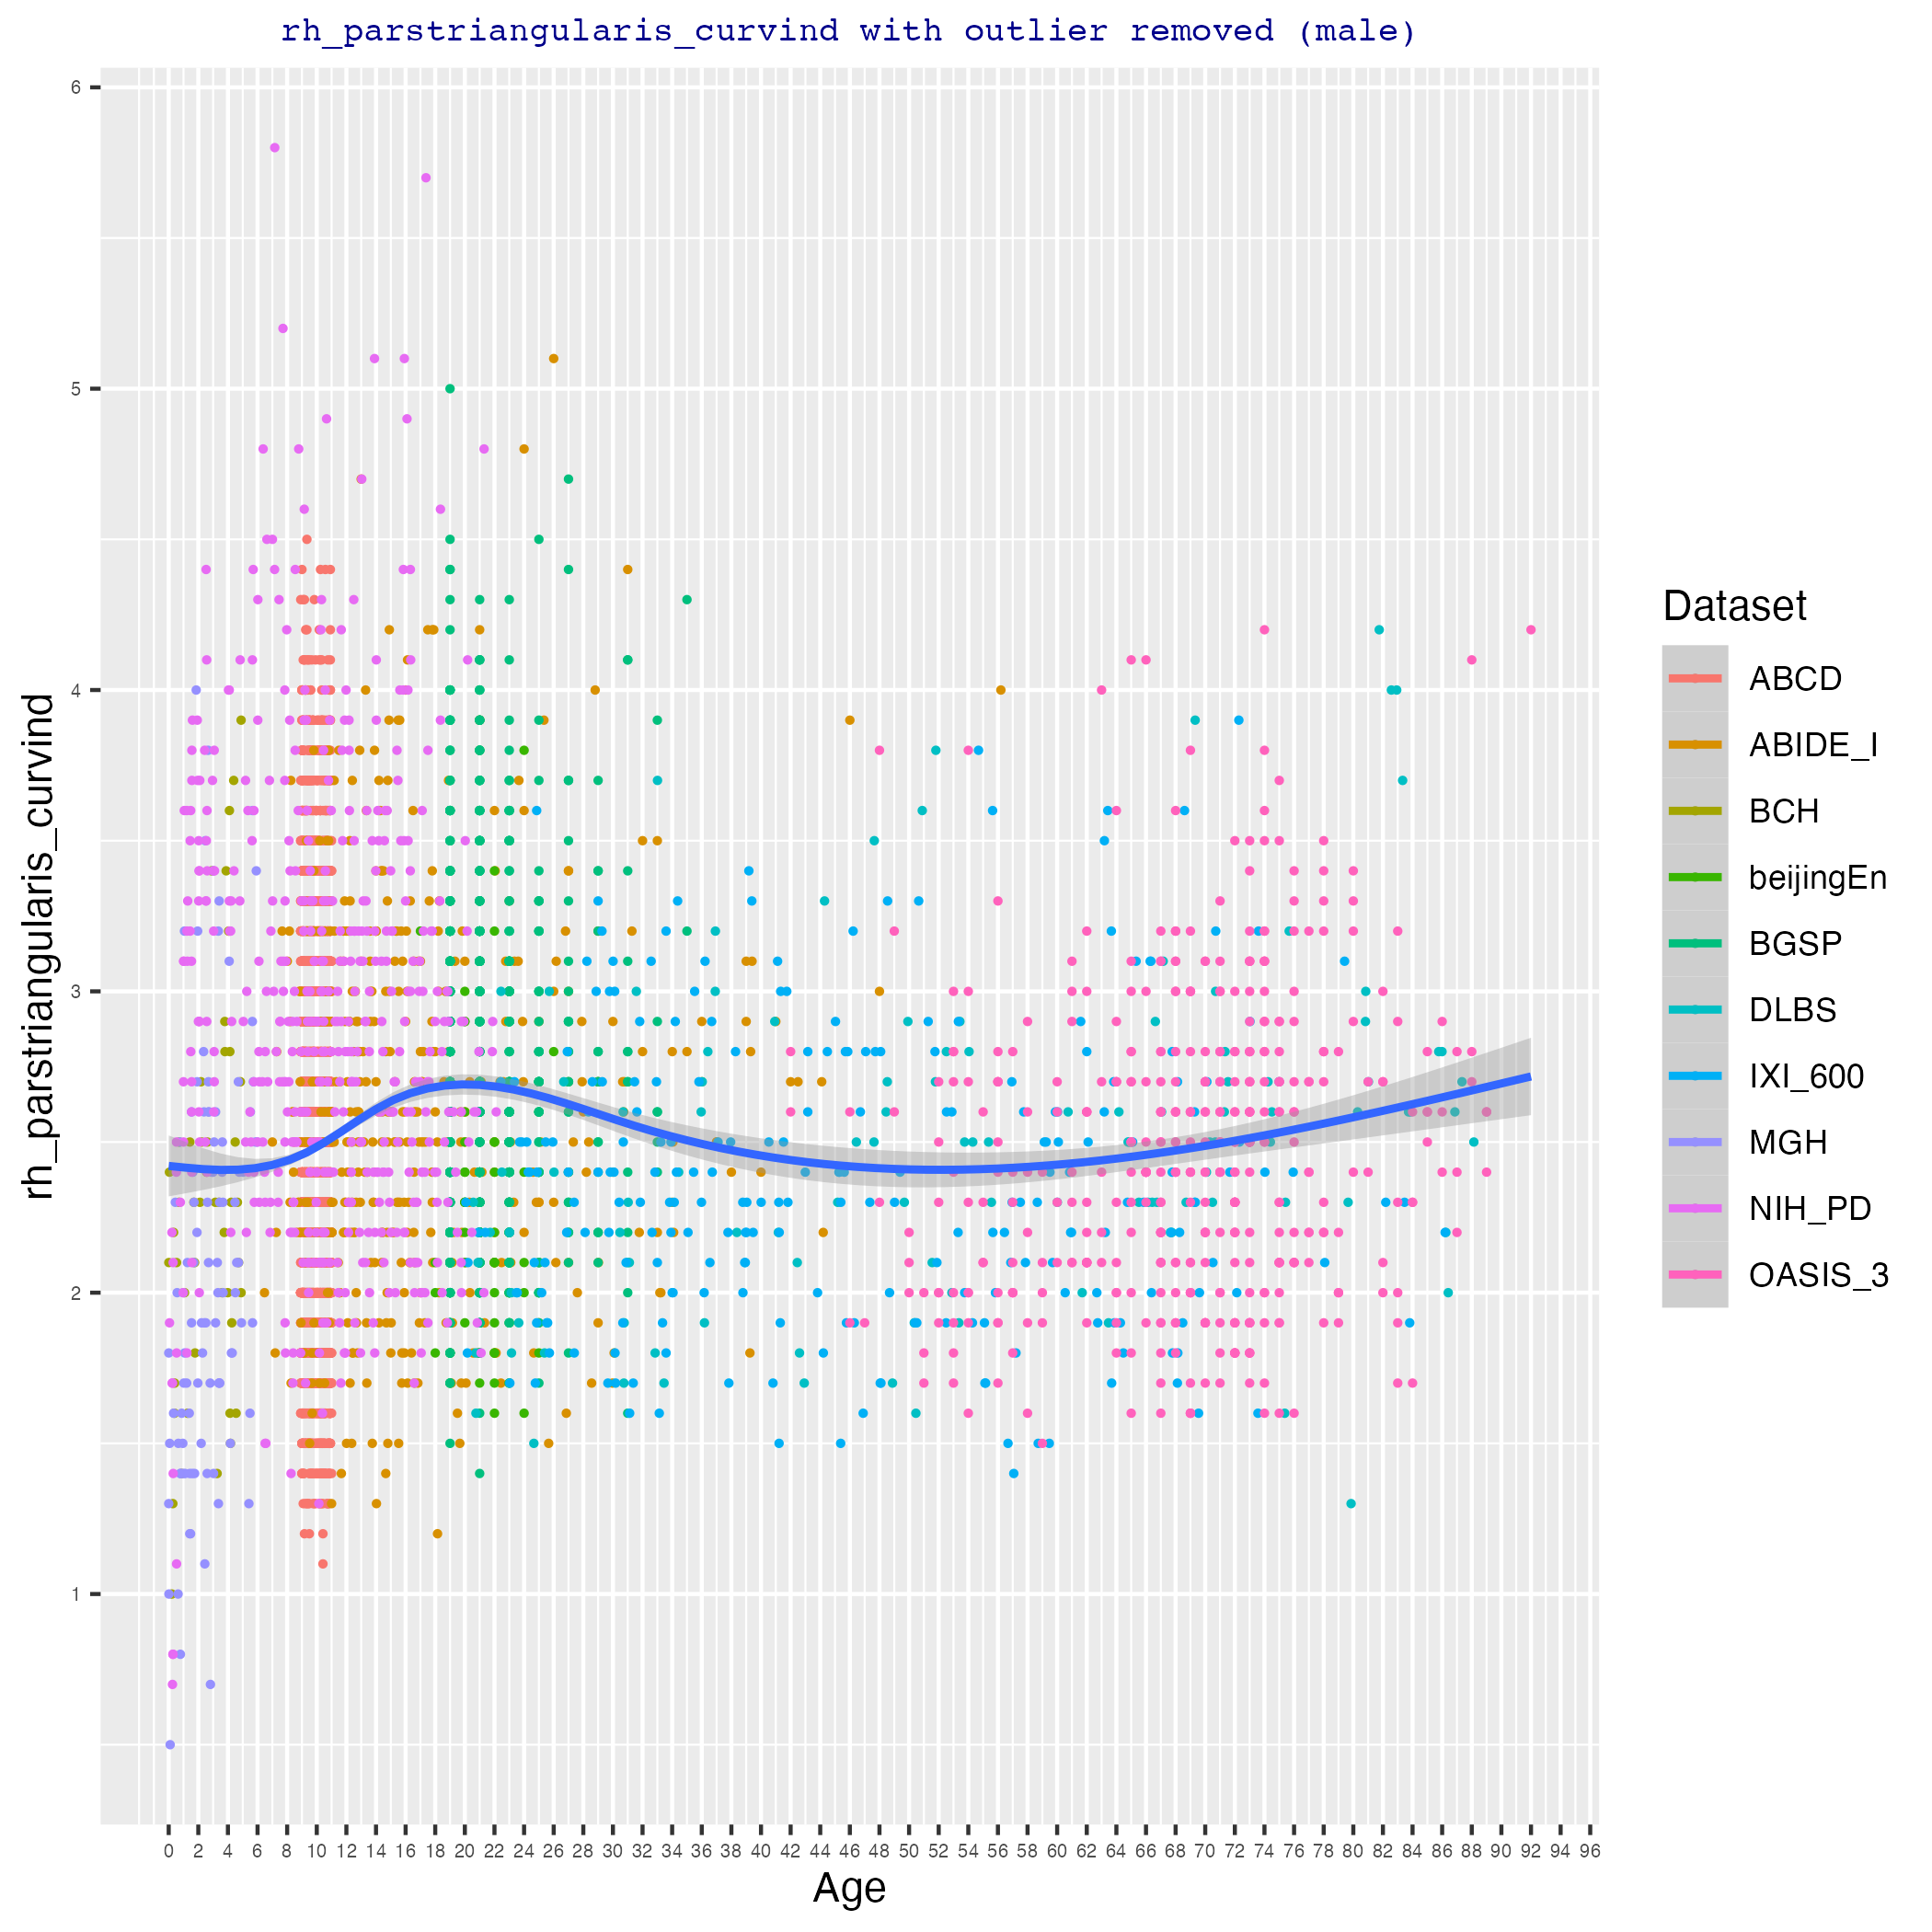 rh_parstriangularis_curvind with outlier removed (male)
rh_parstriangularis_curvind
6
5
4
3
2
1
0 2 4 6 8 10 12 14 16 18 20 22 24 26 28 30 32 34 36 38 40 42 44 46 48 50 52 54 56 58 60 62 64 66 68 70 72 74 76 78 80 82 84 86 88 90 92 94 96
Age
Dataset
ABCD
ABIDE_I
BCH
beijingEn
BGSP
DLBS
IXI_600
MGH
NIH_PD
OASIS_3